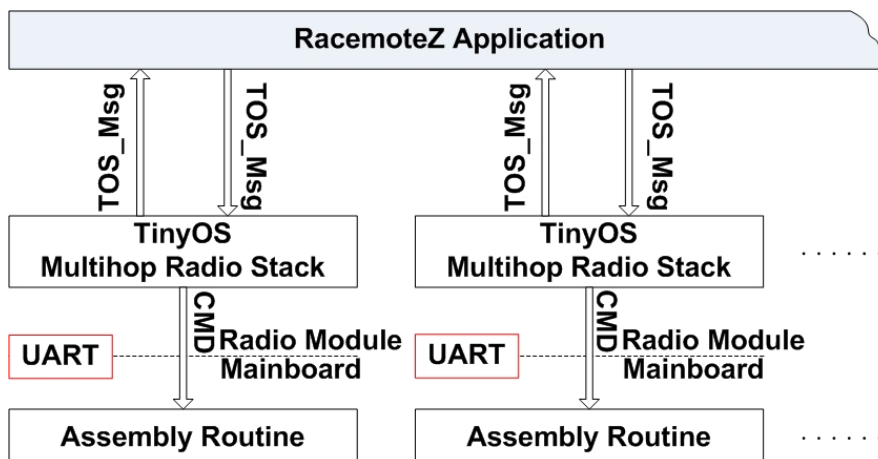 RacemoteZ Application
TOS_Msg
TOS_Msg
TOS_Msg
TOS_Msg
TinyOS
Multihop Radio Stack
TinyOS
Multihop Radio Stack
. . . . . .
CMD
CMD
UART
Radio Module
Mainboard
UART
Radio Module
Mainboard
Assembly Routine
Assembly Routine
. . . . . .